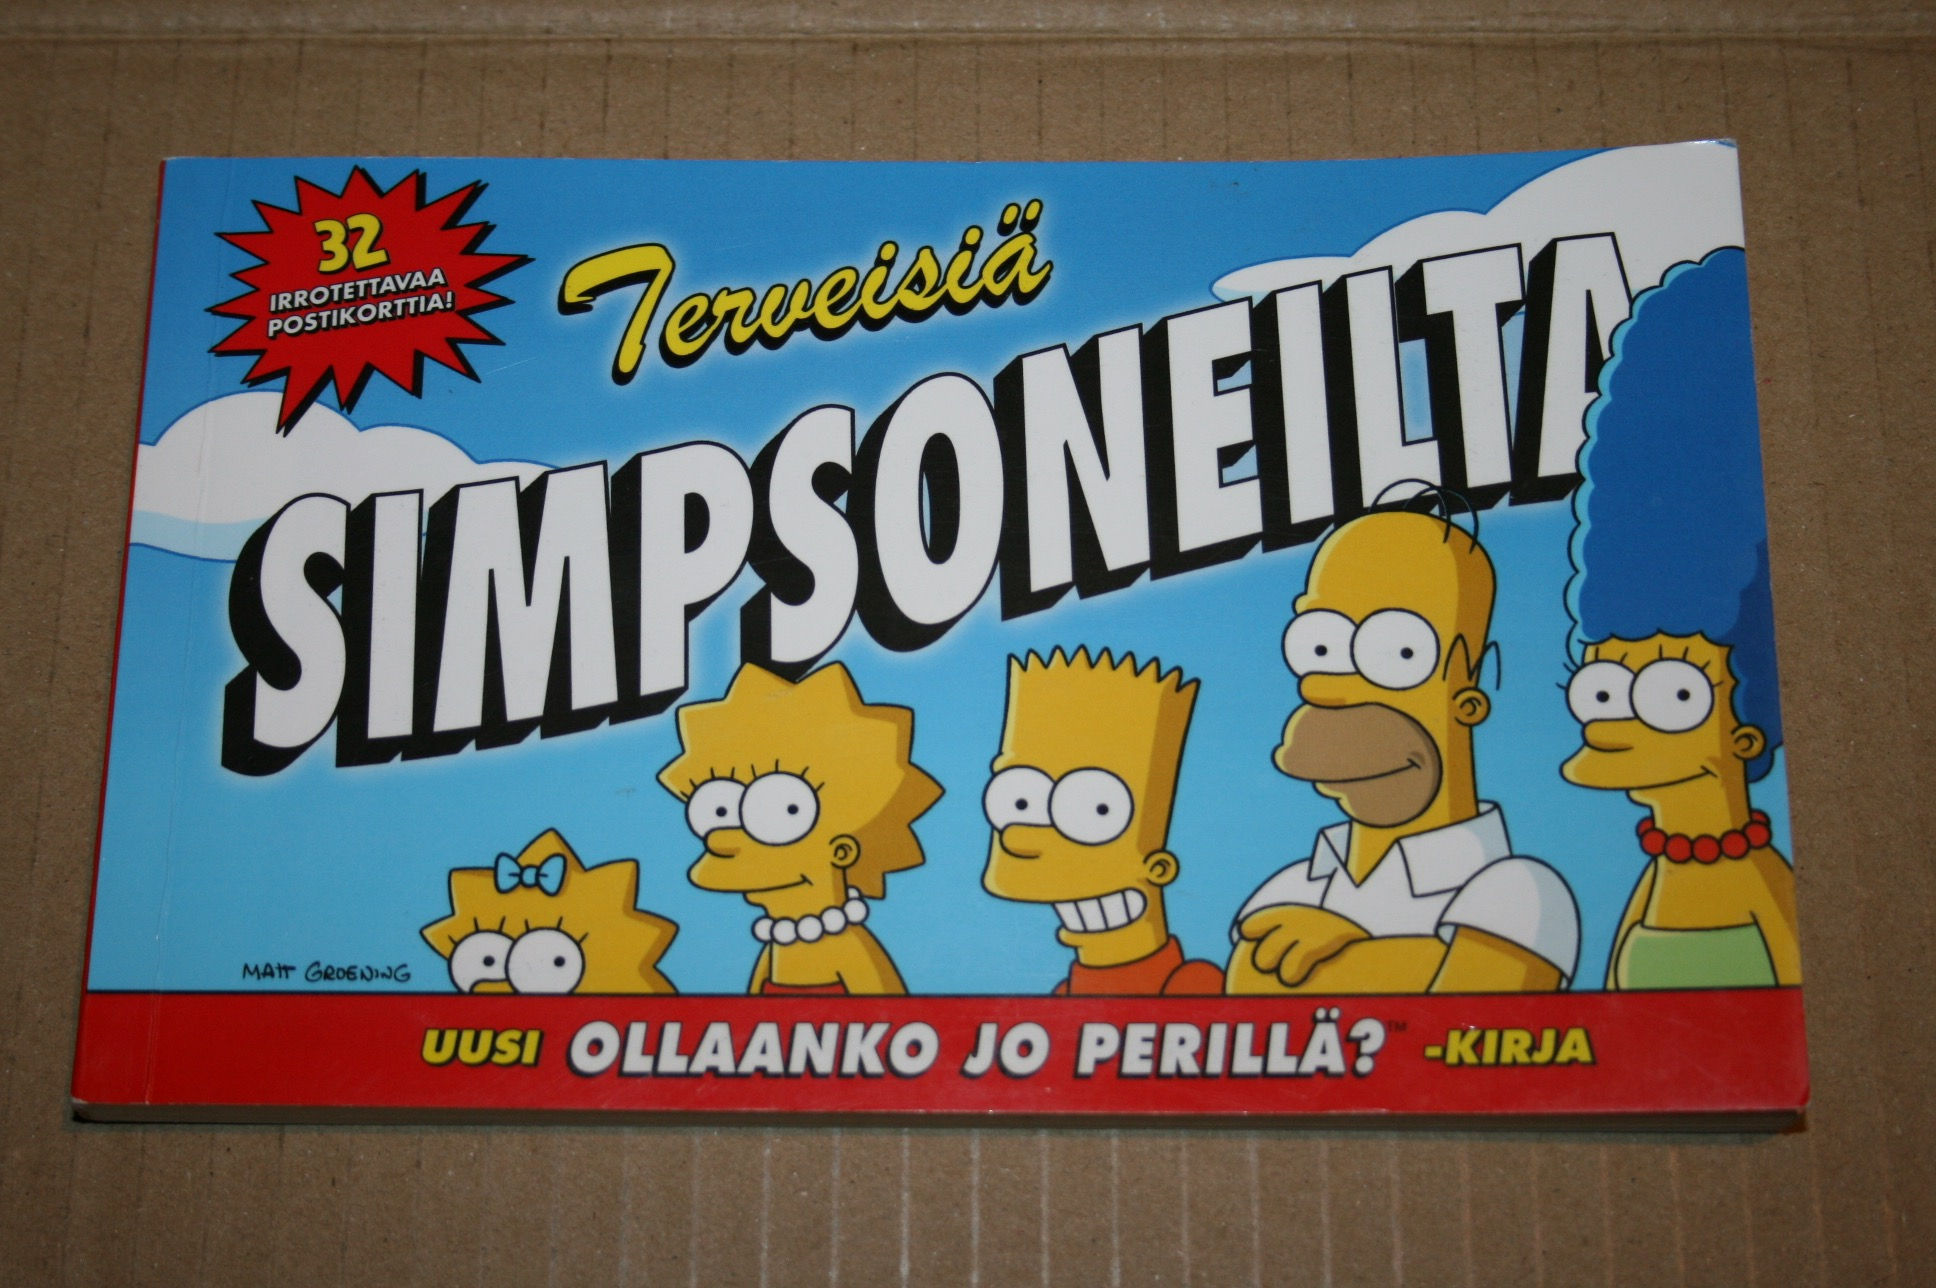 32
IRROTETTAVAA
POSTIKORTTIA!
Terveisiä
SIMPSONEILTA
MATT GROENING
UUSI OLLAANKO JO PERILLÄ?™ -KIRJA